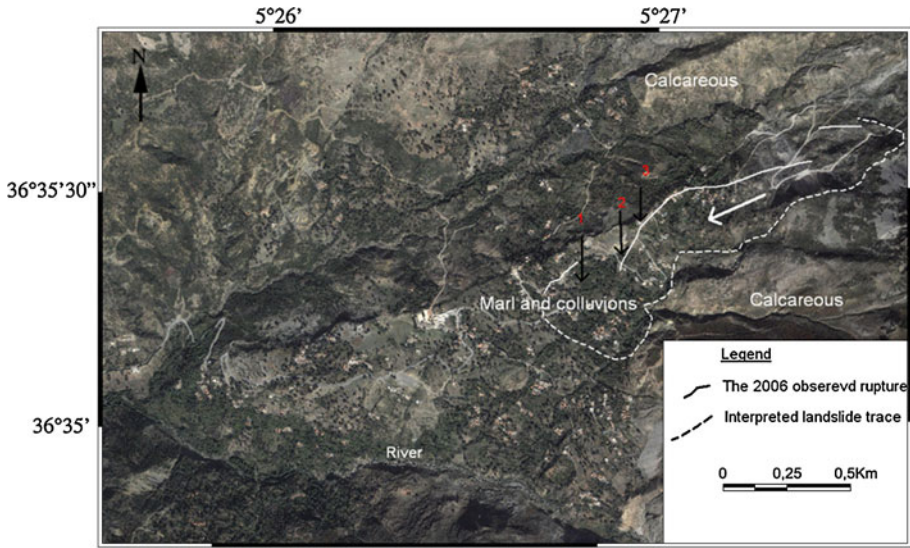 5°26 5°27
N
Calcareous
36°35'30"
3
1 2
Marl and colluvions
Calcareous
Legend
The 2006 obserevd rupture
Interpreted landslide trace
36°35'
River
0 0,25 0,5Km